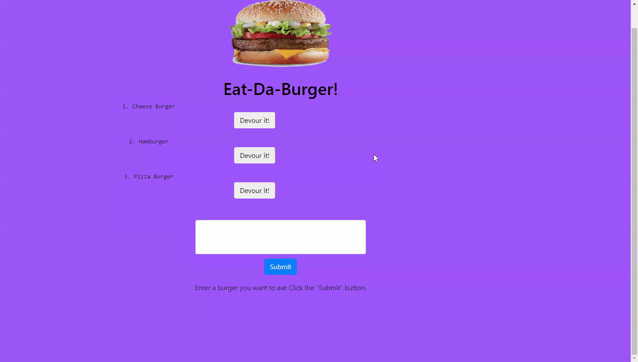 Eat-Da-Burger!
1. Cheese Burger
Devour it!
2. Hamburger
Devour it!
3. Pizza Burger
Devour it!
Submit
Enter a burger you want to eat Click the "Submit" button.